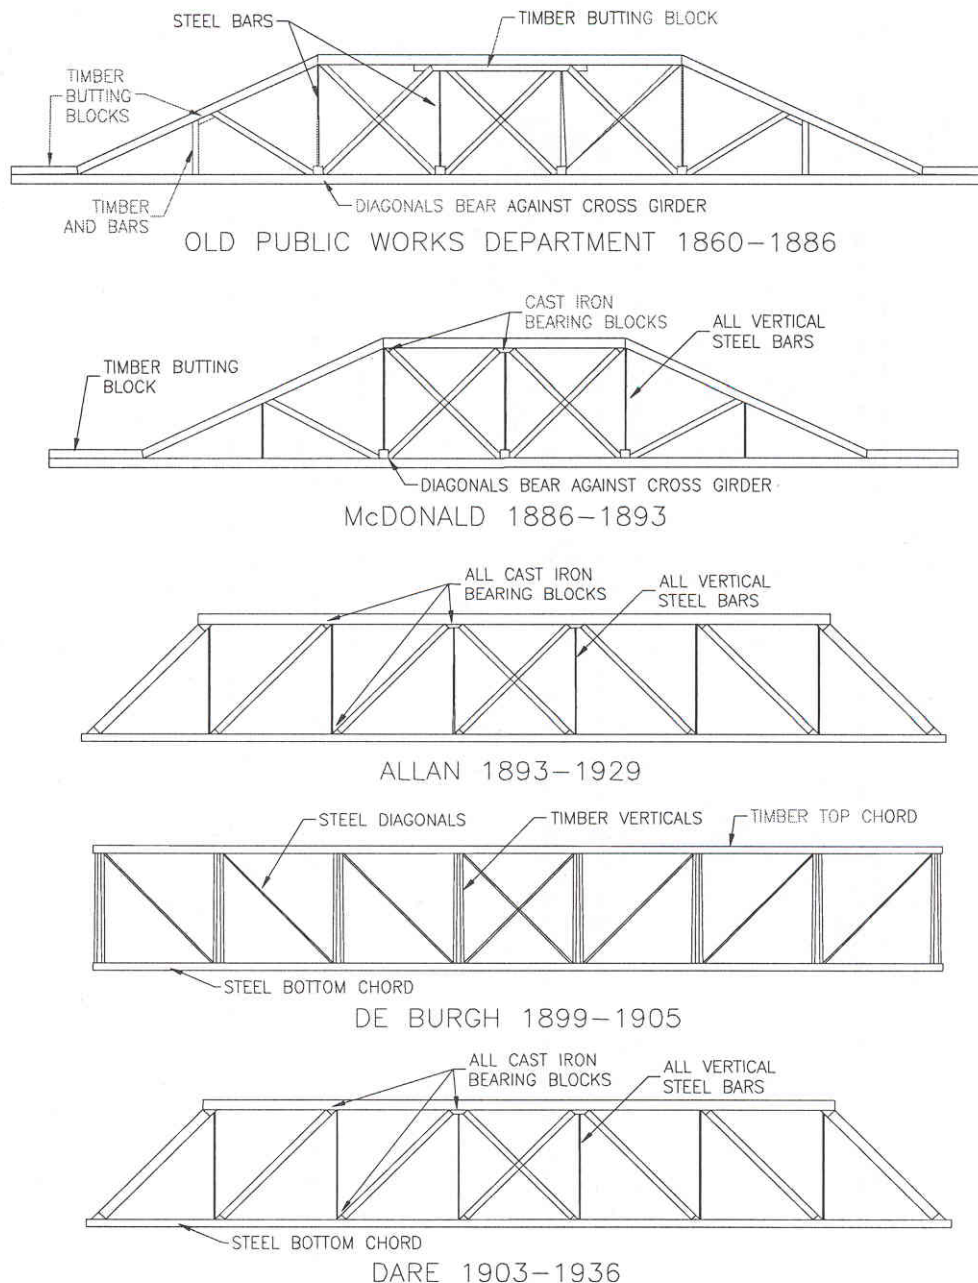 STEEL BARS
TIMBER BUTTING BLOCK
TIMBER
BUTTING
BLOCKS
TIMBER
AND BARS
DIAGONALS BEAR AGAINST CROSS GIRDER
OLD PUBLIC WORKS DEPARTMENT 1860-1886
CAST IRON
BEARING BLOCKS
ALL VERTICAL
STEEL BARS
TIMBER BUTTING
BLOCK
DIAGONALS BEAR AGAINST CROSS GIRDER
McDONALD 1886-1893
ALL CAST IRON
BEARING BLOCKS
ALL VERTICAL
STEEL BARS
ALLAN 1893-1929
STEEL DIAGONALS
TIMBER VERTICALS
TIMBER TOP CHORD
STEEL BOTTOM CHORD
DE BURGH 1899-1905
ALL CAST IRON
BEARING BLOCKS
ALL VERTICAL
STEEL BARS
STEEL BOTTOM CHORD
DARE 1903-1936